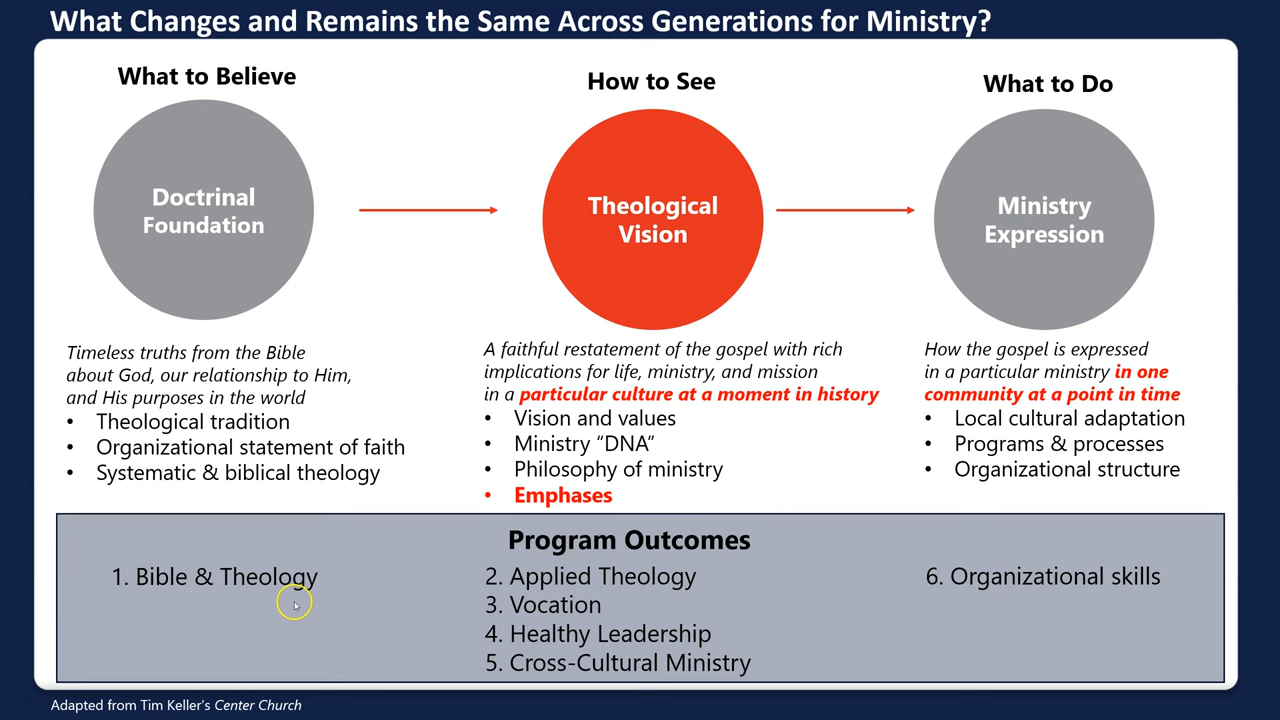 What Changes and Remains the Same Across Generations for Ministry?
What to Believe
Doctrinal
Foundation
Timeless truths from the Bible
about God, our relationship to Him,
and His purposes in the world
• Theological tradition
• Organizational statement of faith
• Systematic & biblical theology
How to See
Theological
Vision
A faithful restatement of the gospel with rich
implications for life, ministry, and mission
in a particular culture at a moment in history
• Vision and values
• Ministry “DNA”
• Philosophy of ministry
• Emphases
What to Do
Ministry
Expression
How the gospel is expressed
in a particular ministry in one
community at a point in time
• Local cultural adaptation
• Programs & processes
• Organizational structure
Program Outcomes
1. Bible & Theology
2. Applied Theology
3. Vocation
4. Healthy Leadership
5. Cross-Cultural Ministry
6. Organizational skills
Adapted from Tim Keller’s Center Church